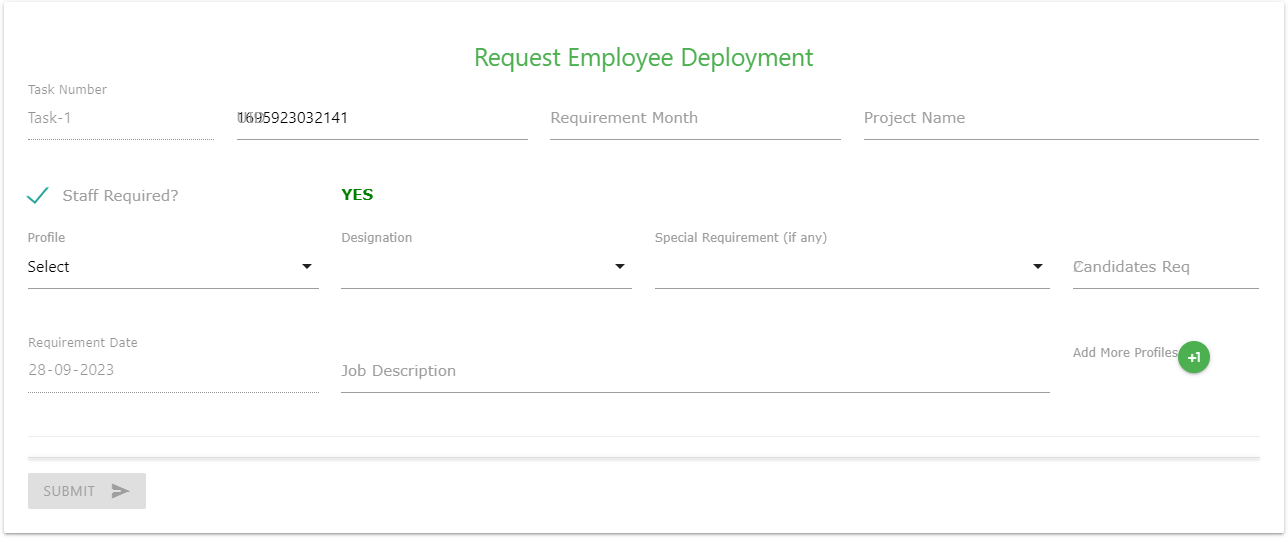 Request Employee Deployment
Task Number
Task-1
1695923032141
Requirement Month
Project Name
Staff Required?
YES
Profile
Designation
Special Requirement (if any)
Select
Candidates Req
Requirement Date
28-09-2023
Job Description
Add More Profiles
+1
SUBMIT